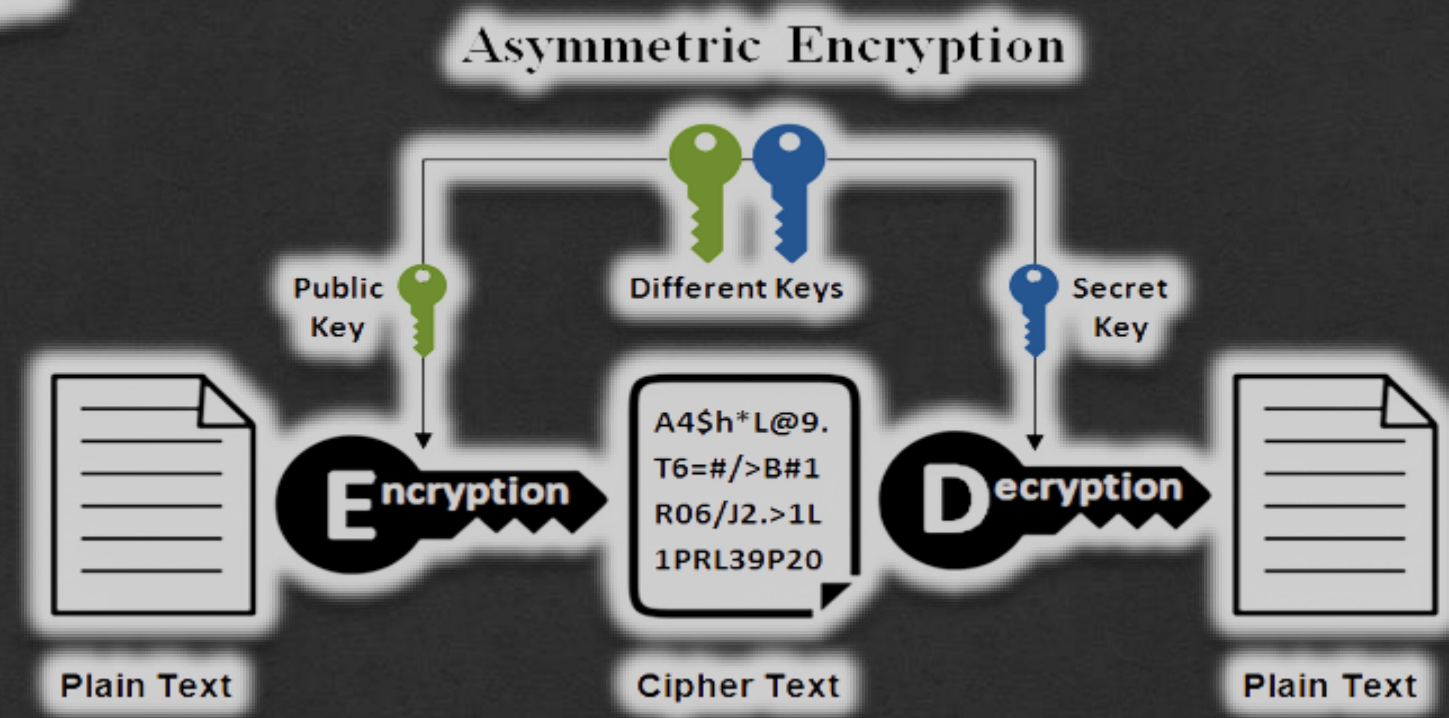 Asymmetric Encryption
Public
Key
Different Keys
Secret
Key
Encryption
A4$h*L@9.
T6=#/>B#1
R06/J2.>1L
1PRL39P20
Decryption
Plain Text
Cipher Text
Plain Text